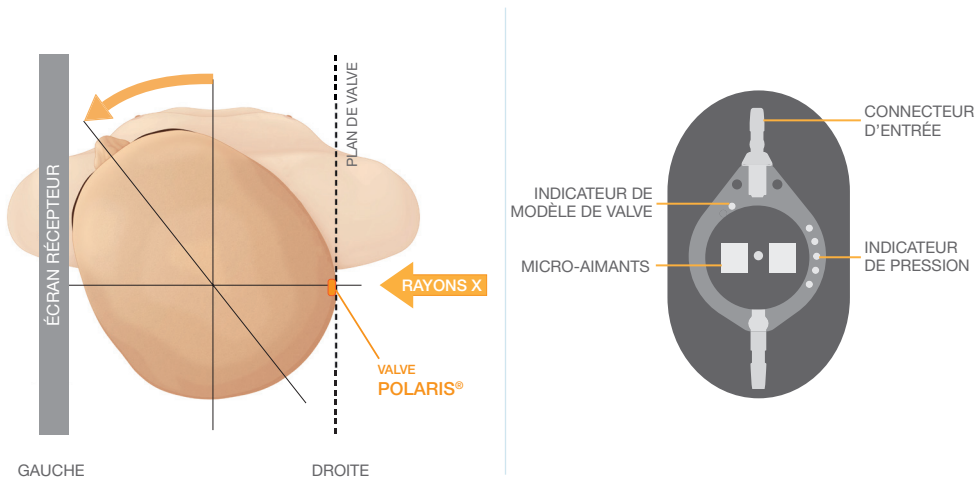 ÉCRAN RÉCEPTEUR
PLAN DE VALVE
RAYONS X
VALVE
POLARIS®
GAUCHE
DROITE
CONNECTEUR
D'ENTRÉE
INDICATEUR DE
MODÈLE DE VALVE
MICRO-AIMANTS
INDICATEUR
DE PRESSION